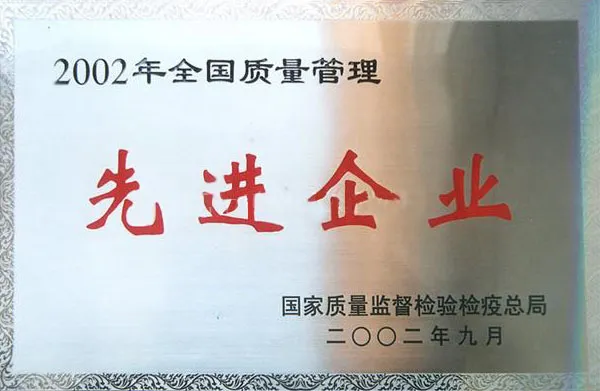 2002年全国质量管理
先进企业
国家质量监督检验检疫总局
二〇〇二年九月